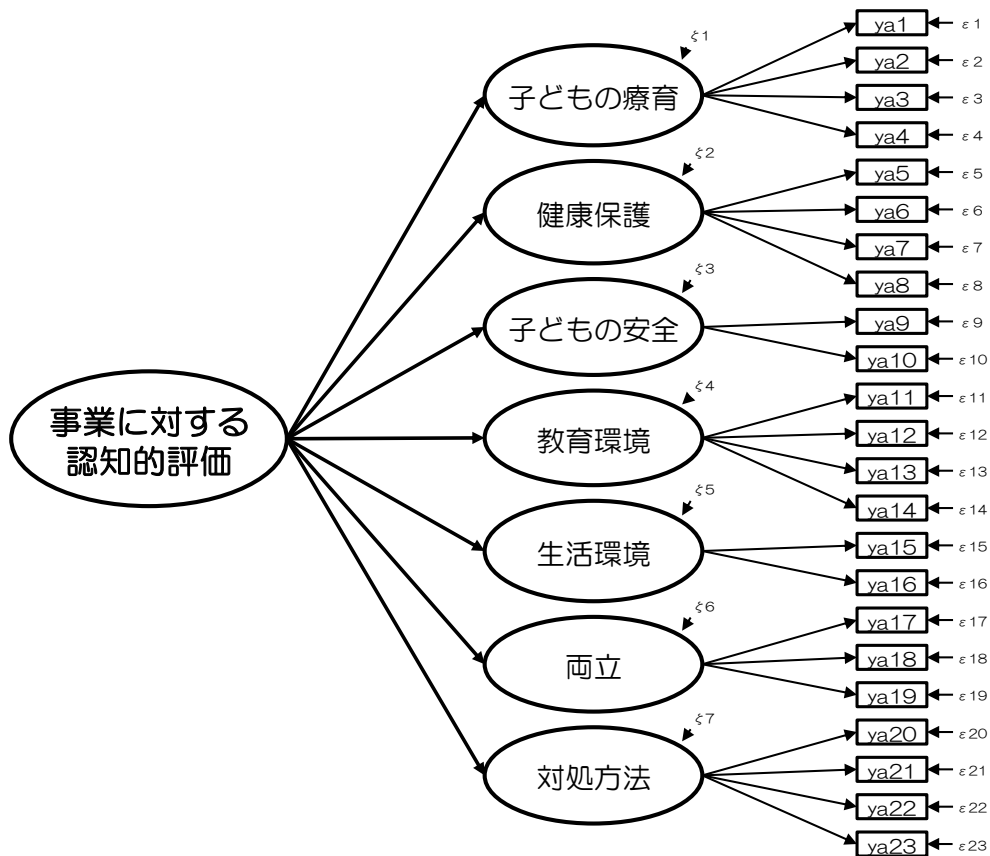 事業に対する
認知的評価
子どもの療育
健康保護
子どもの安全
教育環境
生活環境
両立
対処方法
ζ1
ζ2
ζ3
ζ4
ζ5
ζ6
ζ7
ya1 ε1
ya2 ε2
ya3 ε3
ya4 ε4
ya5 ε5
ya6 ε6
ya7 ε7
ya8 ε8
ya9 ε9
ya10 ε10
ya11 ε11
ya12 ε12
ya13 ε13
ya14 ε14
ya15 ε15
ya16 ε16
ya17 ε17
ya18 ε18
ya19 ε19
ya20 ε20
ya21 ε21
ya22 ε22
ya23 ε23